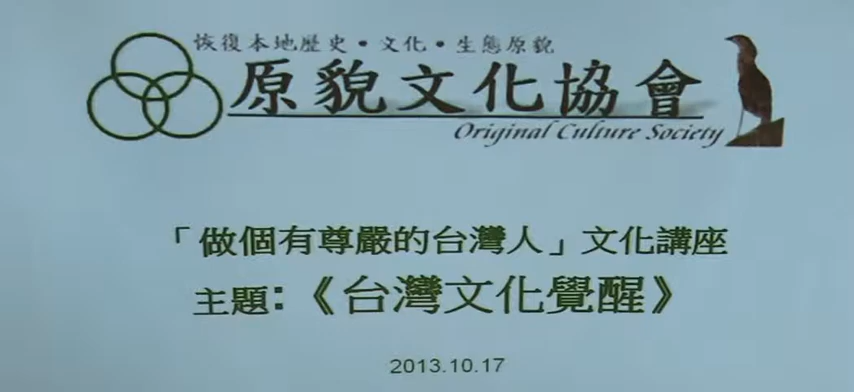 恢復本地歷史•文化•生態原貌
原貌文化協會
Original Culture Society
「做個有尊嚴的台灣人」文化講座
主題:《台灣文化覺醒》
2013.10.17